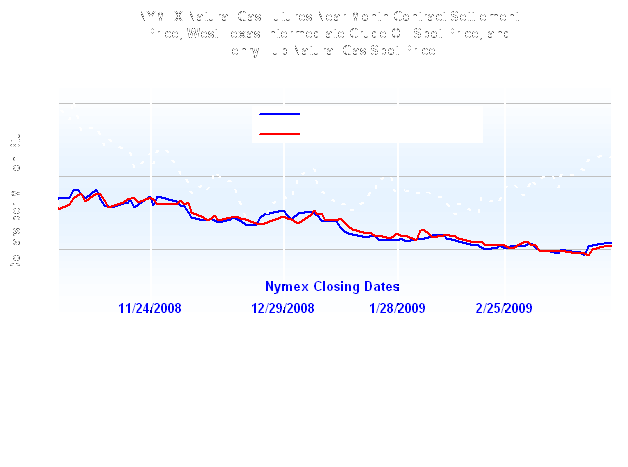 NYMEX Natural Gas Futures Near Month Contract Settlement
Price, West Texas Intermediate Crude Oil Spot Price, and
Henry Hub Natural Gas Spot Price
Nymex Closing Dates
11/24/2008 12/29/2008 1/28/2009 2/25/2009